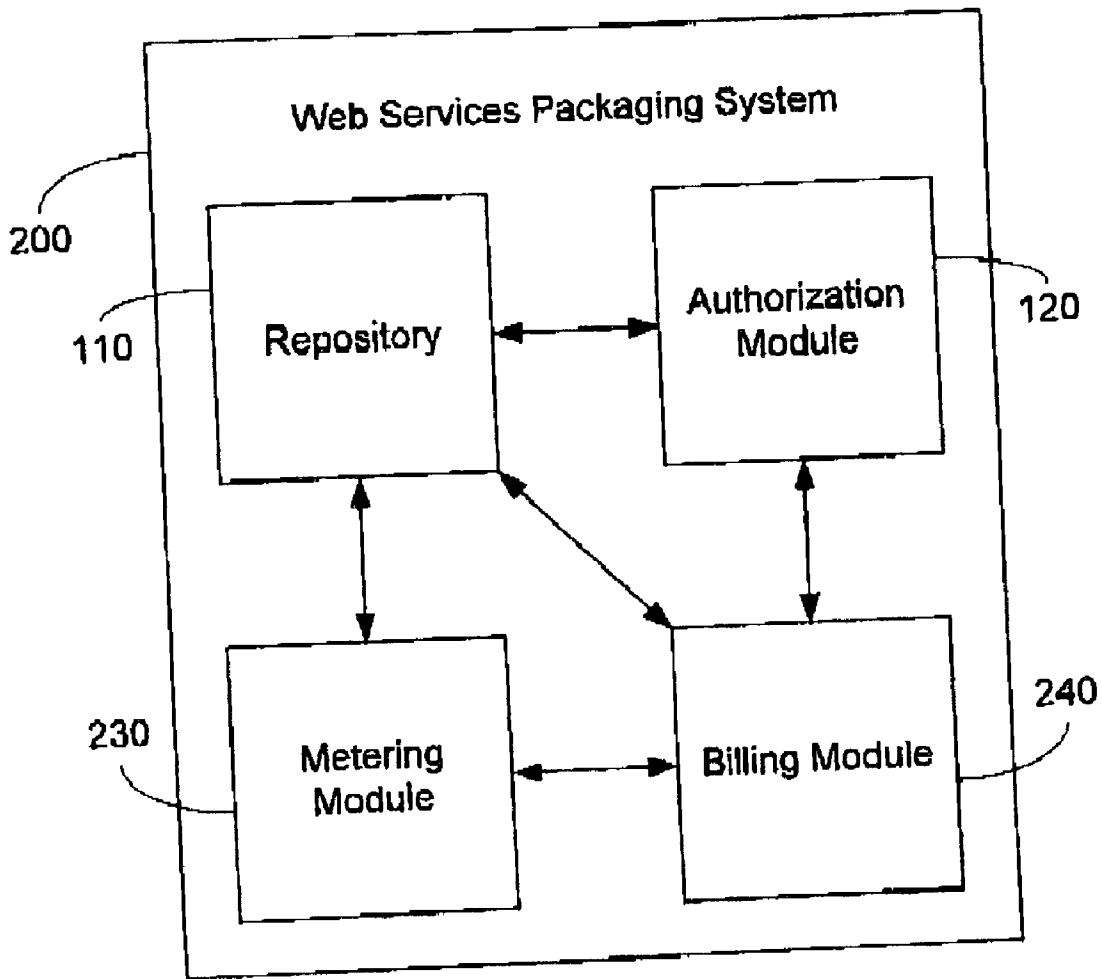 Web Services Packaging System
200
110
Repository
Authorization
Module
120
230
Metering
Module
Billing Module
240